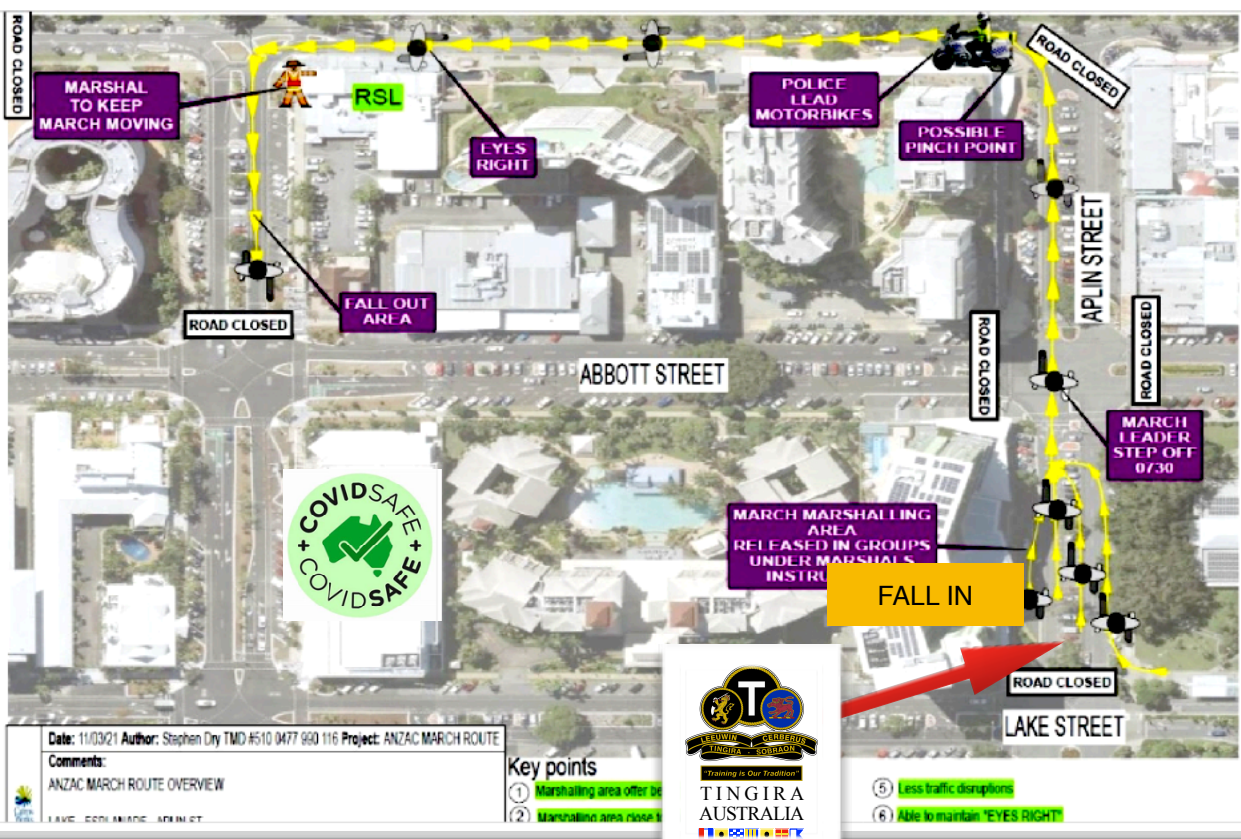 ROAD CLOSED
MARSHAL
TO KEEP
MARCH MOVING
RSL
EYES
RIGHT
POLICE
LEAD
MOTORBIKES
POSSIBLE
PINCH POINT
ROAD CLOSED
APLIN STREET
FALL OUT
AREA
ROAD CLOSED
ABBOTT STREET
ROAD CLOSED
ROAD CLOSED
MARCH
LEADER
STEP OFF
0730
COVIDSAFE
COVIDSAFE
MARCH MARSHALLING
AREA
RELEASED IN GROUPS
UNDER MARSHALS
FALL IN
ROAD CLOSED
LAKE STREET
T
LEEUWIN CERBERUS
TINGIRA - SOBRAON
"Training is Our Tradition"
TINGIRA
AUSTRALIA
Date: 11/03/21 Author: Stephen Dry TMD #510 0477 990 116 Project: ANZAC MARCH ROUTE
Comments:
ANZAC MARCH ROUTE OVERVIEW
LAKE - ESPLANADE - APLIN ST
Key points
1 Marshalling area offer
2 Marshalling area close
5 Less traffic disruptions
6 Able to maintain "EYES RIGHT"